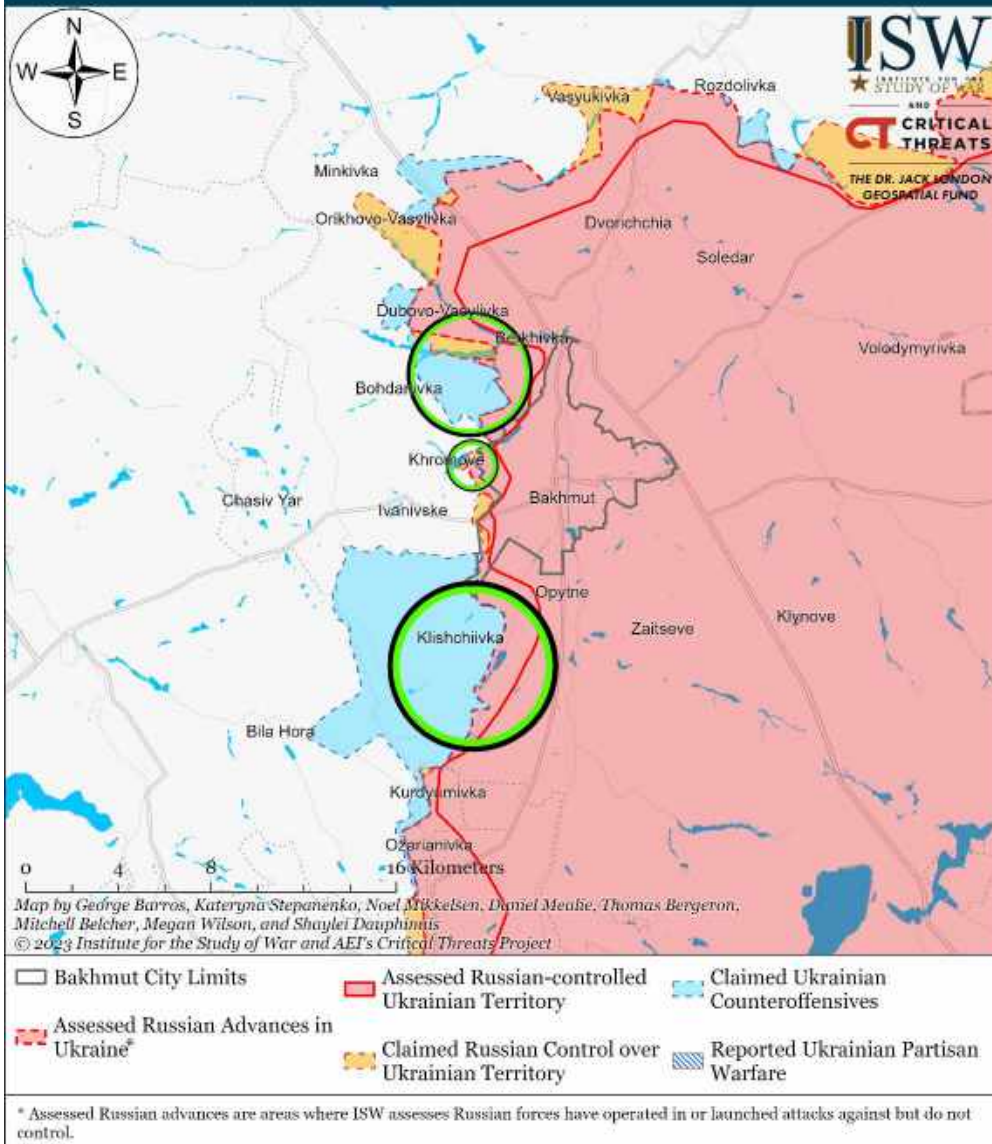 N
W E
S
ISW
INSTITUTE FOR THE
STUDY OF WAR
AND
CT CRITICAL
THREATS
THE DR. JACK LONDON
GEOSPATIAL FUND
Vasyukivka
Rozdolivka
Minkivka
Orikhovo-Vasylivka
Dvorichchia
Soledar
Dubovo-Vasylivka
Berkhivka
Volodymyrivka
Bohdanivka
Khromove
Chasiv Yar
Ivanivske
Bakhmut
Opytne
Klishchiivka
Zaitseve
Klynove
Bila Hora
Kurdyumivka
Ozarianivka
0 4 8 16 Kilometers
Map by George Barros, Kateryna Stepanenko, Noel Mikkelsen, Daniel Mealie, Thomas Bergeron,
Mitchell Belcher, Megan Wilson, and Shaylei Dauphinais
© 2023 Institute for the Study of War and AEI's Critical Threats Project
Bakhmut City Limits
Assessed Russian Advances in
Ukraine*
Assessed Russian-controlled
Ukrainian Territory
Claimed Russian Control over
Ukrainian Territory
Claimed Ukrainian
Counteroffensives
Reported Ukrainian Partisan
Warfare
* Assessed Russian advances are areas where ISW assesses Russian forces have operated in or launched attacks against but do not
control.